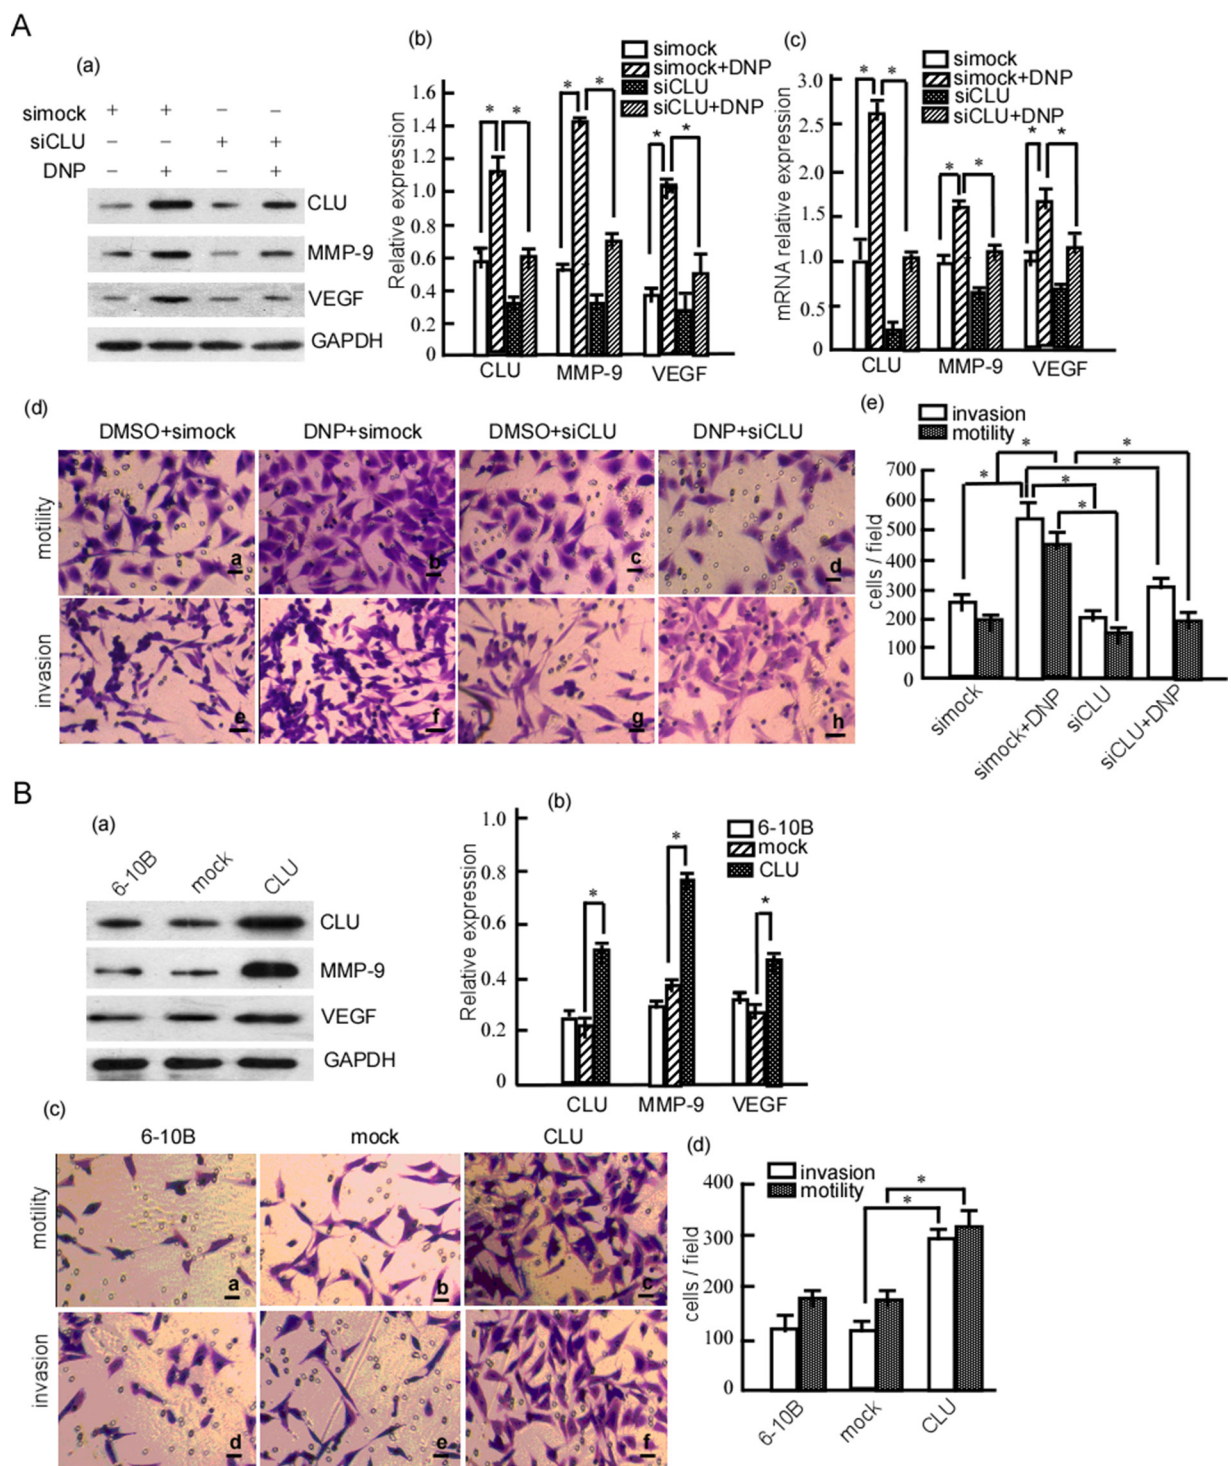 A
(a)
simock + + − −
siCLU − − + +
DNP − + − +
CLU
MMP-9
VEGF
GAPDH
(b)
simock
simock+DNP
siCLU
siCLU+DNP
Relative expression
1.6
1.4
1.2
1.0
0.8
0.6
0.4
0.2
0
* * * * * *
CLU MMP-9 VEGF
(c)
simock
simock+DNP
siCLU
siCLU+DNP
mRNA relative expression
3.0
2.5
2.0
1.5
1.0
0.5
0
* * * * * *
CLU MMP-9 VEGF
(d)
DMSO+simock DNP+simock DMSO+siCLU DNP+siCLU
motility
a b c d
invasion
e f g h
(e)
invasion
motility
cells / field
700
600
500
400
300
200
100
0
* * * * * *
simock simock+DNP siCLU siCLU+DNP
B
(a)
6-10B mock CLU
CLU
MMP-9
VEGF
GAPDH
(b)
6-10B
mock
CLU
Relative expression
1.0
0.8
0.6
0.4
0.2
0
* * *
CLU MMP-9 VEGF
(c)
6-10B mock CLU
motility
a b c
invasion
d e f
(d)
invasion
motility
cells / field
400
300
200
100
0
* *
6-10B mock CLU